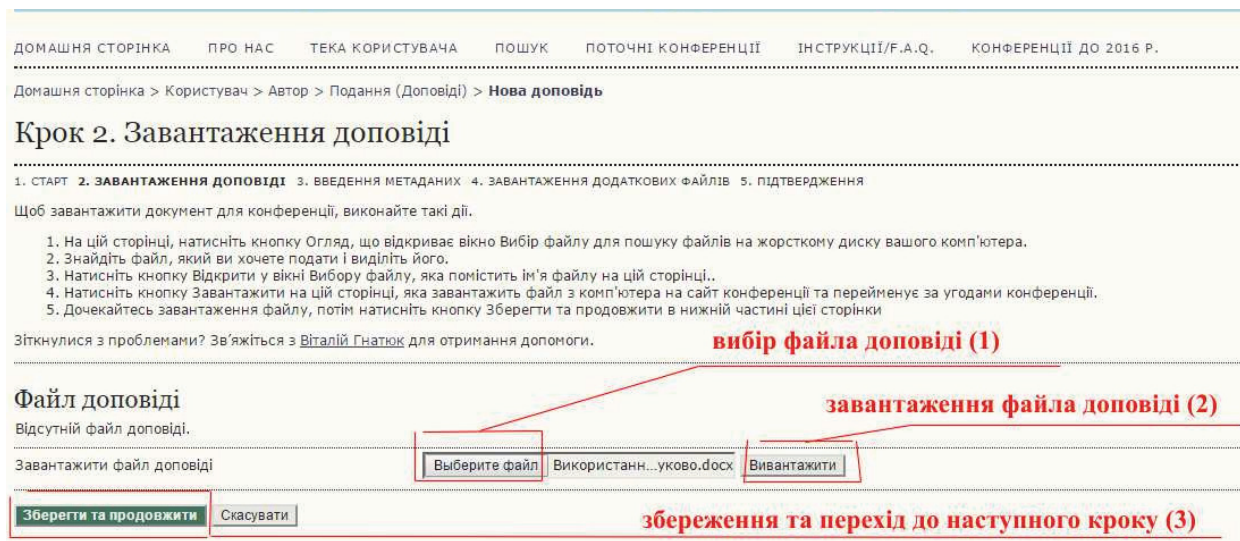 ДОМАШНЯ СТОРІНКА ПРО НАС ТЕКА КОРИСТУВАЧА ПОШУК ПОТОЧНІ КОНФЕРЕНЦІЇ ІНСТРУКЦІЇ/F.A.Q. КОНФЕРЕНЦІЇ ДО 2016 Р.
Домашня сторінка > Користувач > Автор > Подання (Доповіді) > Нова доповідь
Крок 2. Завантаження доповіді
1. СТАРТ 2. ЗАВАНТАЖЕННЯ ДОПОВІДІ 3. ВВЕДЕННЯ МЕТАДАНИХ 4. ЗАВАНТАЖЕННЯ ДОДАТКОВИХ ФАЙЛІВ 5. ПІДТВЕРДЖЕННЯ
Щоб завантажити документ для конференції, виконайте такі дії.
1. На цій сторінці, натисніть кнопку Огляд, що відкриває вікно Вибір файлу для пошуку файлів на жорсткому диску вашого комп'ютера.
2. Знайдіть файл, який ви хочете подати і виділіть його.
3. Натисніть кнопку Відкрити у вікні Вибору файлу, яка помістить ім'я файлу на цій сторінці..
4. Натисніть кнопку Завантажити на цій сторінці, яка завантажить файл з комп'ютера на сайт конференції та перейменує за угодами конференції.
5. Дочекайтесь завантаження файлу, потім натисніть кнопку Зберегти та продовжити в нижній частині цієї сторінки
Зіткнулися з проблемами? Зв'яжіться з Віталій Гнатюк для отримання допомоги.
вибір файла доповіді (1)
Файл доповіді
завантаження файла доповіді (2)
Відсутній файл доповіді.
Завантажити файл доповіді Выберите файл Використанн...уково.docx Вивантажити
Зберегти та продовжити Скасувати
збереження та перехід до наступного кроку (3)